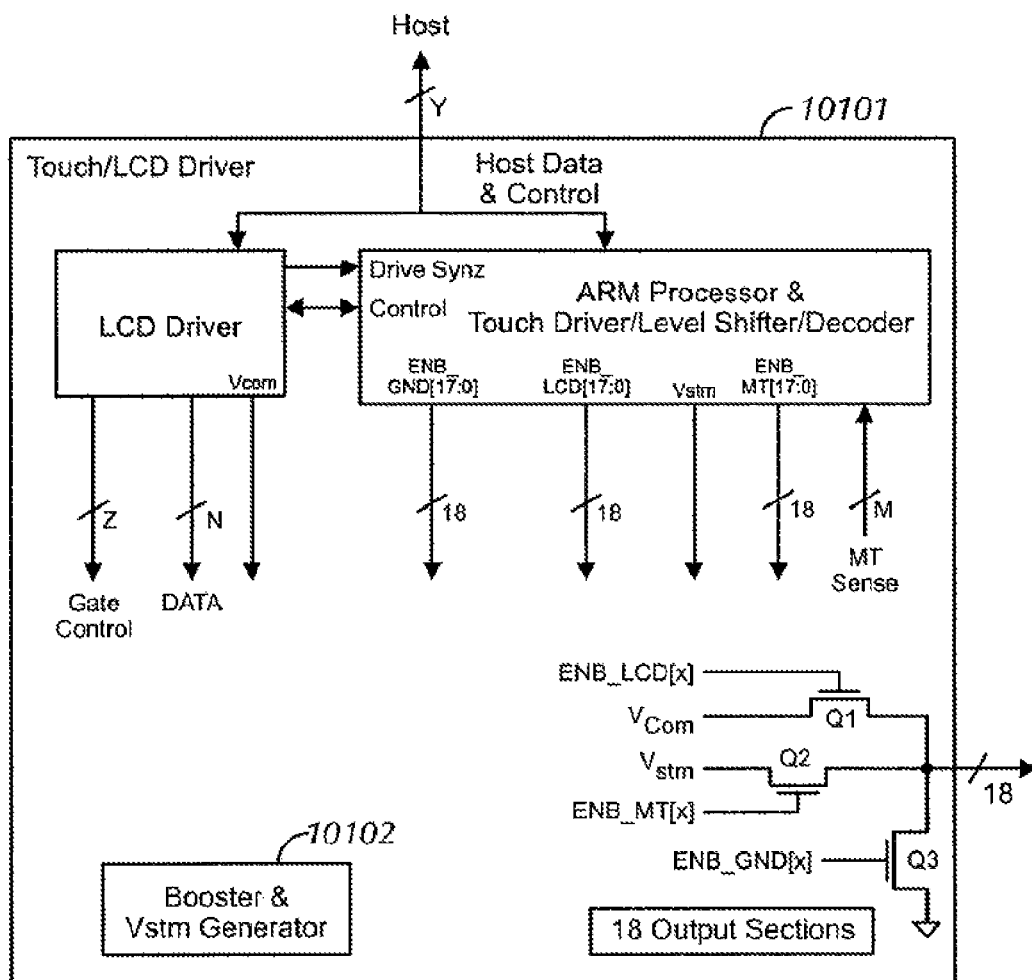 Host
Y
10101
Touch/LCD Driver
Host Data
& Control
LCD Driver
Vcom
Drive Synz
Control
ARM Processor &
Touch Driver/Level Shifter/Decoder
ENB_
GND[17:0]
ENB_
LCD[17:0]
Vstm
ENB_
MT[17:0]
Z
N
18
18
18
M
Gate
Control
DATA
MT
Sense
ENB_LCD[x]
VCom
Q1
Vstm
Q2
ENB_MT[x]
18
ENB_GND[x]
Q3
10102
Booster &
Vstm Generator
18 Output Sections